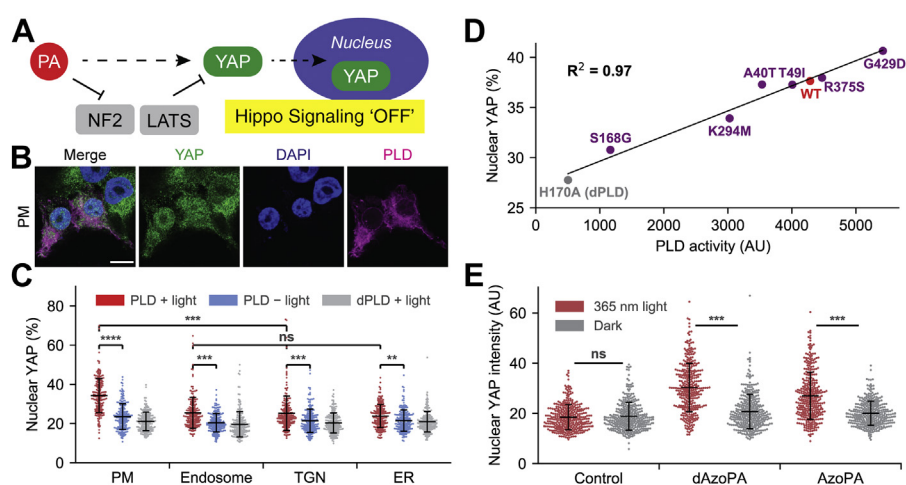 A
PA
YAP
Nucleus
YAP
NF2
LATS
Hippo Signaling ‘OFF’
B
Merge
YAP
DAPI
PLD
PM
C
PLD + light
PLD − light
dPLD + light
Nuclear YAP (%)
80
60
40
20
0
***
ns
****
***
***
**
PM
Endosome
TGN
ER
D
Nuclear YAP (%)
40
35
30
25
R² = 0.97
H170A (dPLD)
S168G
K294M
A40T
T49I
WT
R375S
G429D
0
1000
2000
3000
4000
5000
PLD activity (AU)
E
Nuclear YAP intensity (AU)
60
40
20
0
365 nm light
Dark
ns
***
***
Control
dAzoPA
AzoPA